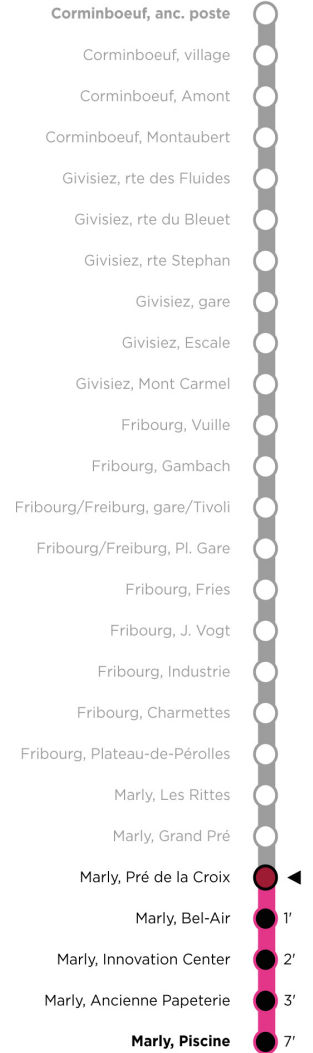 Corminboeuf, anc. poste
Corminboeuf, village
Corminboeuf, Amont
Corminboeuf, Montaubert
Givisiez, rte des Fluides
Givisiez, rte du Bleuet
Givisiez, rte Stephan
Givisiez, gare
Givisiez, Escale
Givisiez, Mont Carmel
Fribourg, Vuille
Fribourg, Gambach
Fribourg/Freiburg, gare/Tivoli
Fribourg/Freiburg, Pl. Gare
Fribourg, Fries
Fribourg, J. Vogt
Fribourg, Industrie
Fribourg, Charmettes
Fribourg, Plateau-de-Pérolles
Marly, Les Rittes
Marly, Grand Pré
Marly, Pré de la Croix
Marly, Bel-Air 1'
Marly, Innovation Center 2'
Marly, Ancienne Papeterie 3'
Marly, Piscine 7'